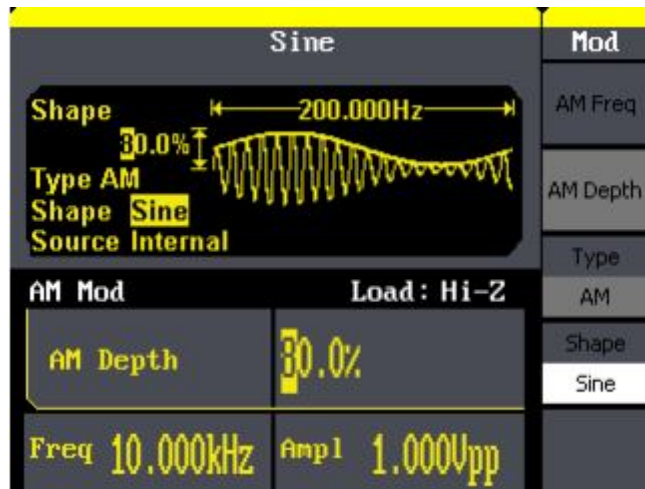 Sine
Mod
Shape
200.000Hz
80.0%
Type AM
Shape Sine
Source Internal
AM Mod
Load: Hi-Z
AM Depth
80.0%
Freq 10.000kHz
Ampl 1.000Vpp
AM Freq
AM Depth
Type
AM
Shape
Sine